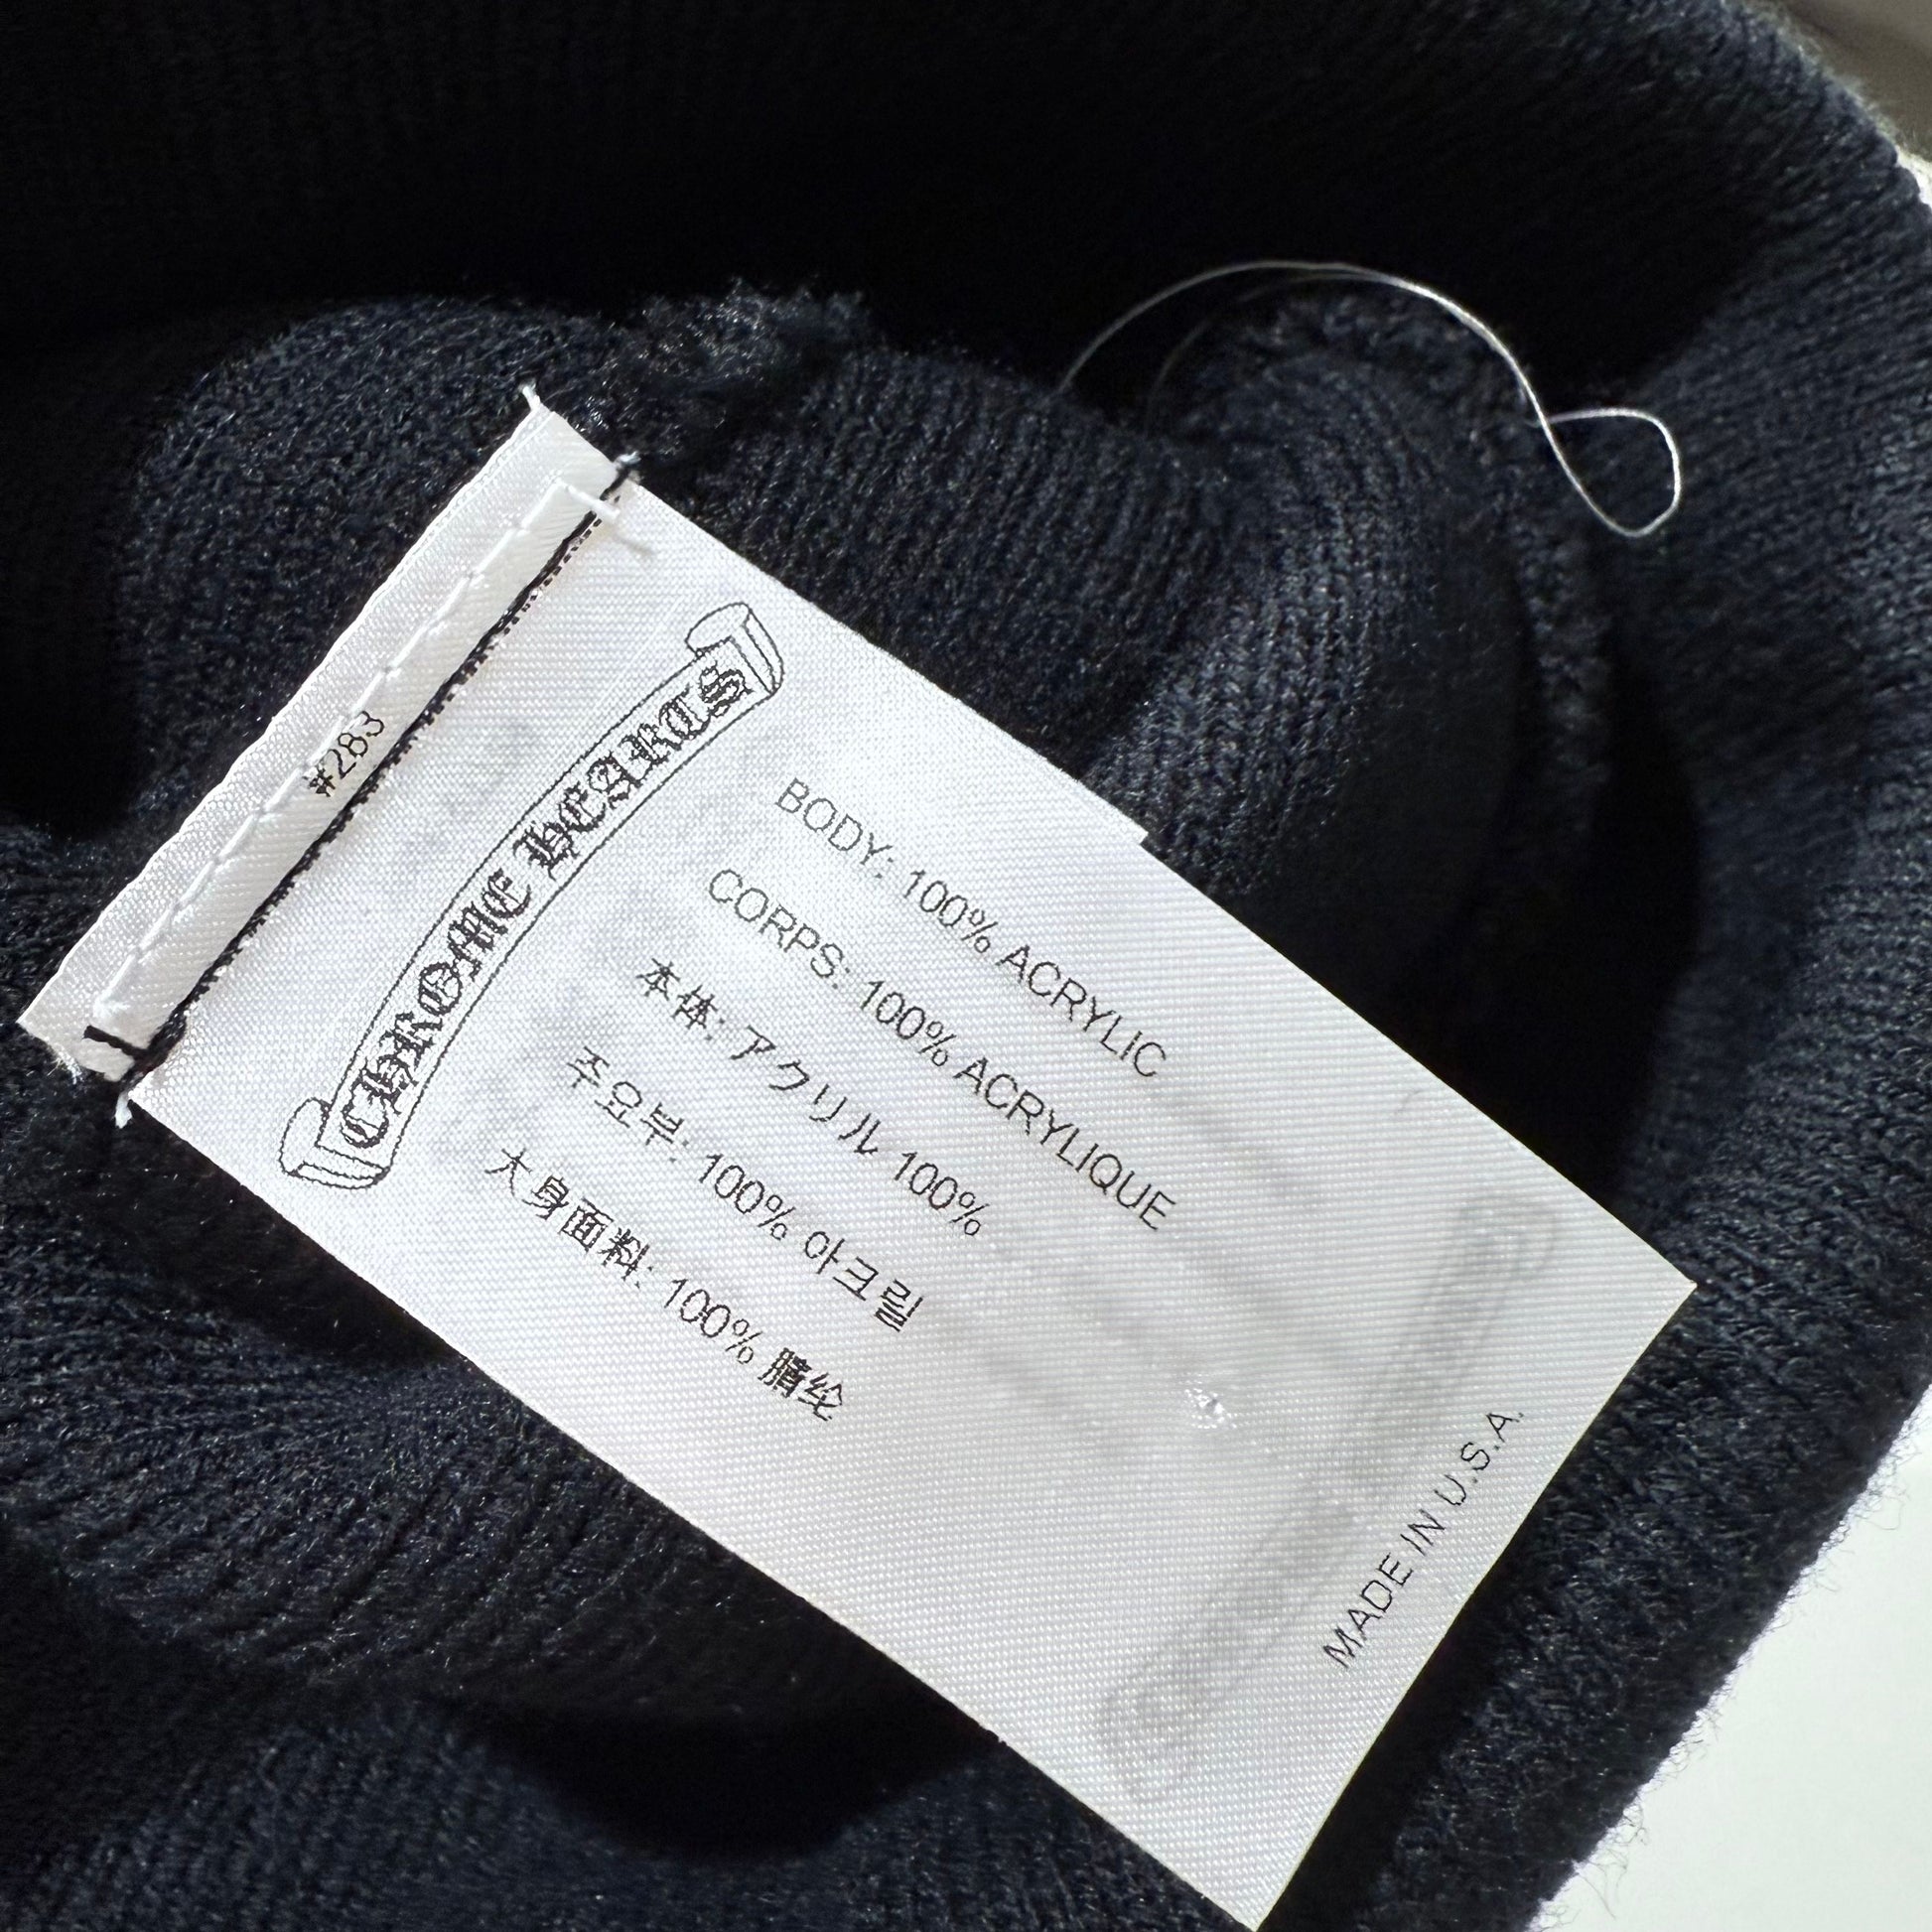 #283
CHROME HEARTS
BODY: 100% ACRYLIC
CORPS: 100% ACRYLIQUE
本体: アクリル 100%
주요부: 100% 아크릴
大身面料: 100% 腈纶
MADE IN U.S.A.